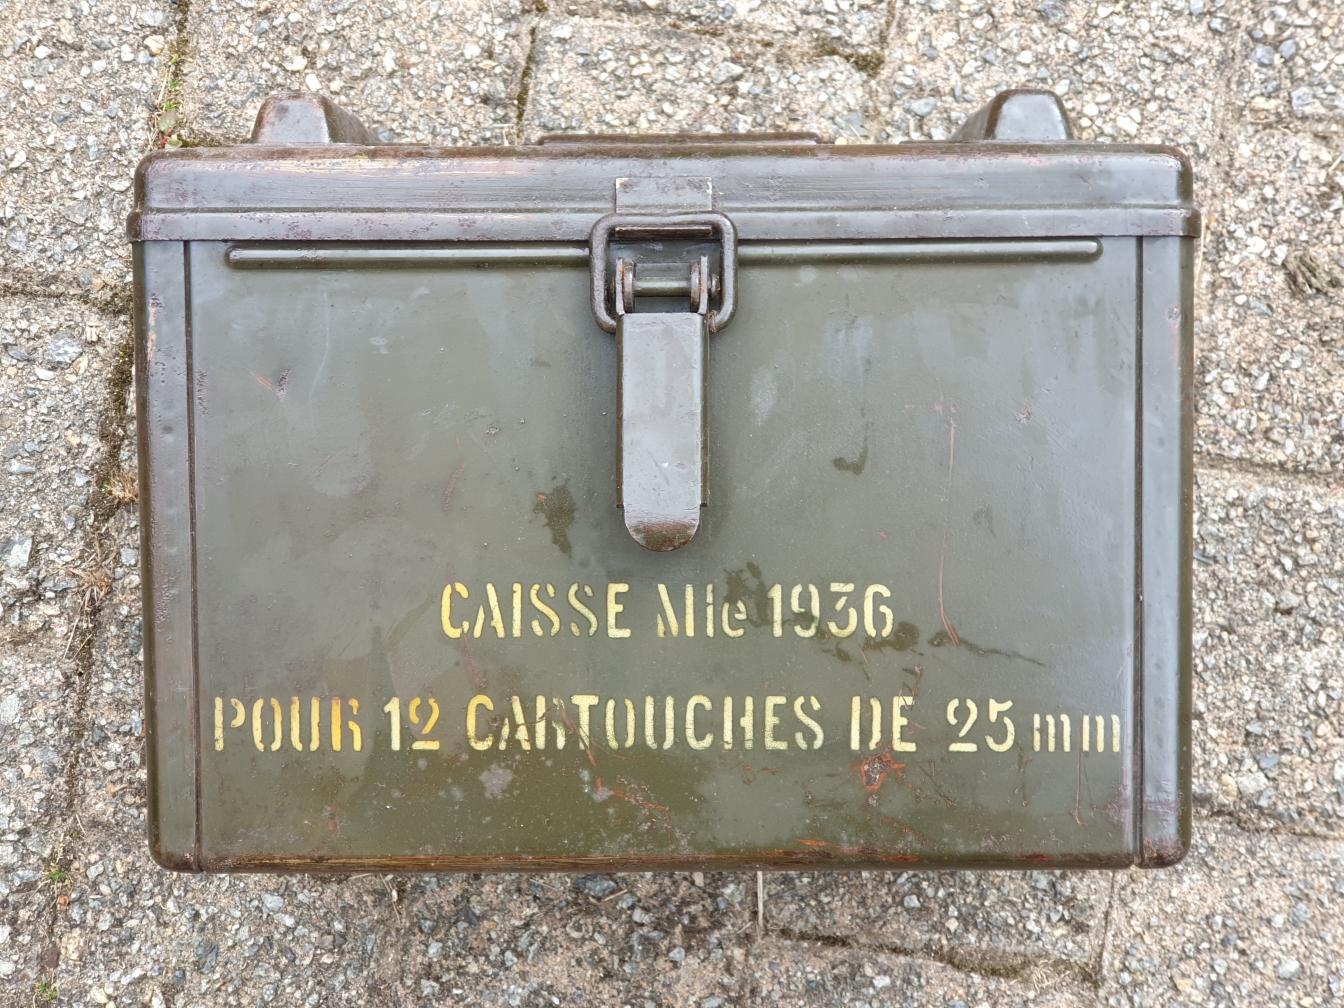 CAISSE Mle 1936
POUR 12 CARTOUCHES DE 25 mm